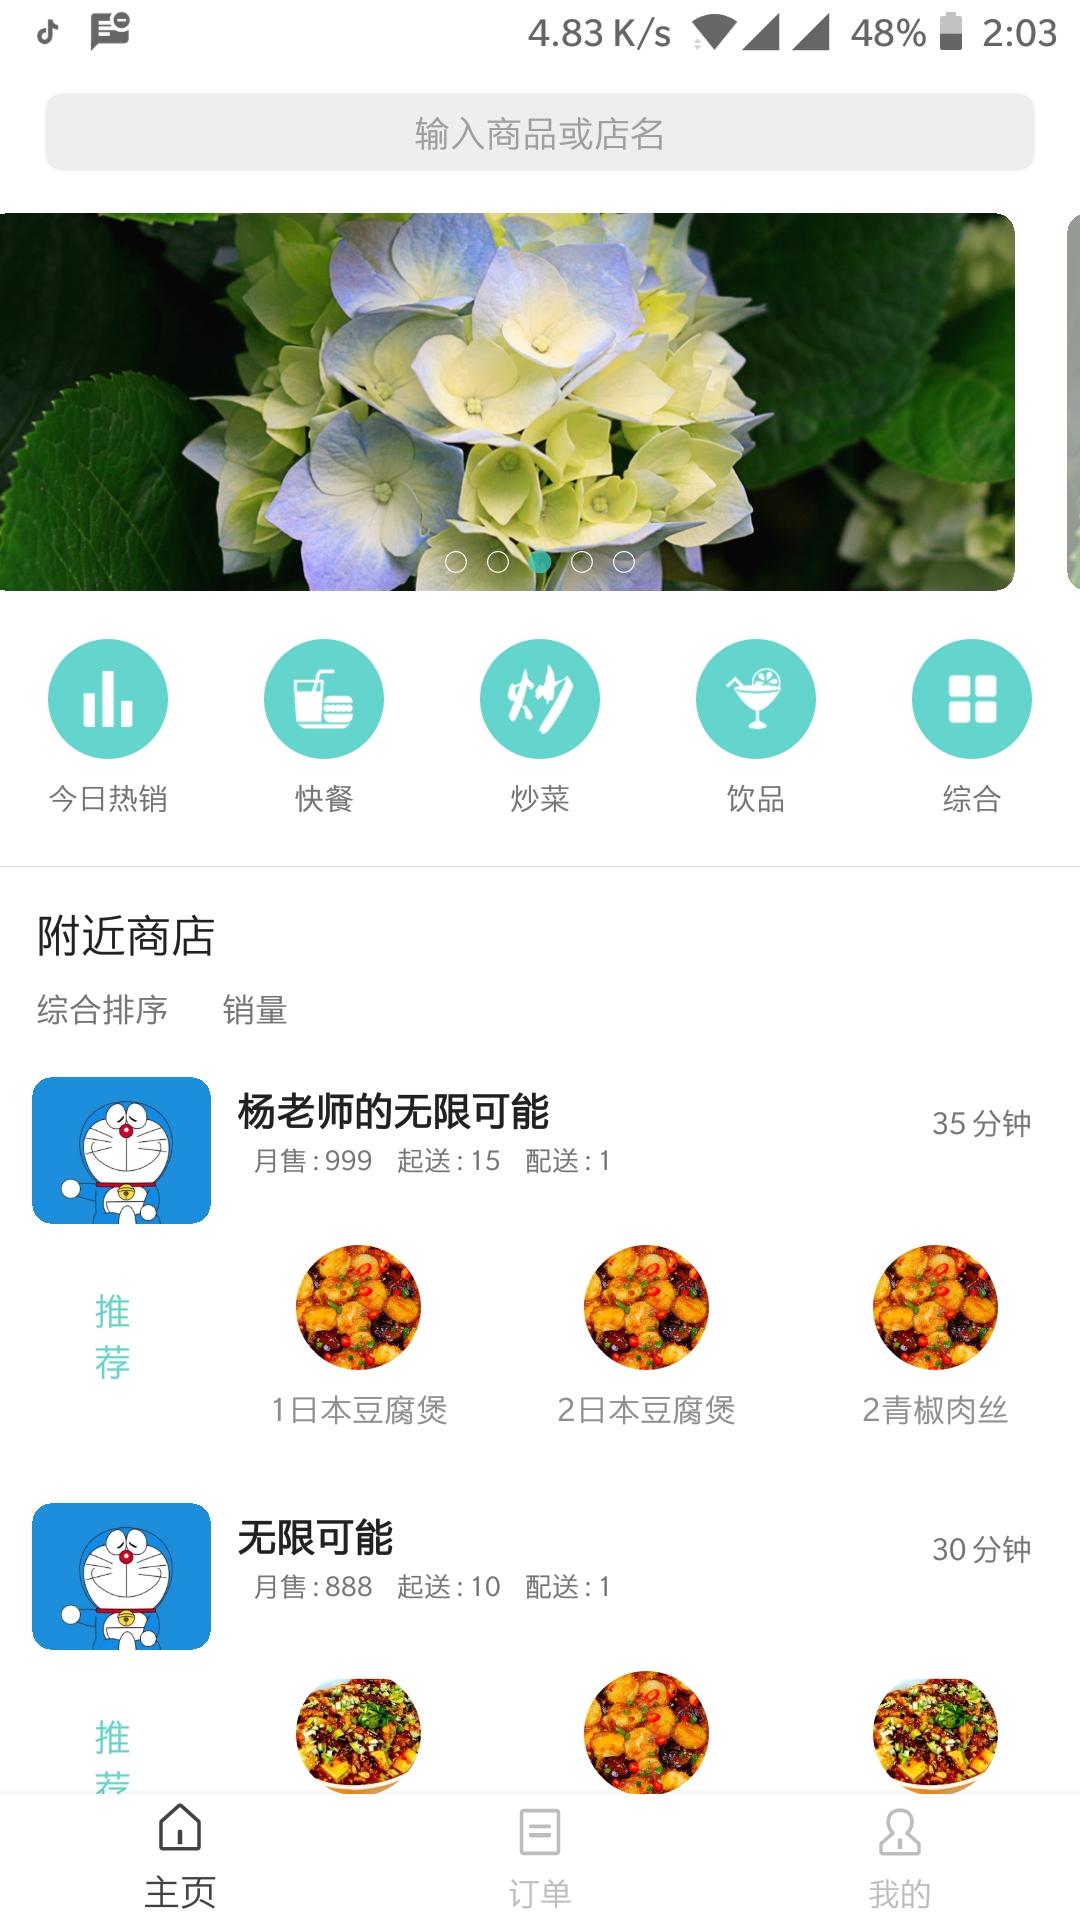 4.83 K/s 48% 2:03
输入商品或店名
炒
今日热销 快餐 炒菜 饮品 综合
附近商店
综合排序 销量
杨老师的无限可能
35 分钟
月售:999 起送:15 配送:1
推
荐
1日本豆腐煲 2日本豆腐煲 2青椒肉丝
无限可能
30 分钟
月售:888 起送:10 配送:1
推
荐
主页 订单 我的